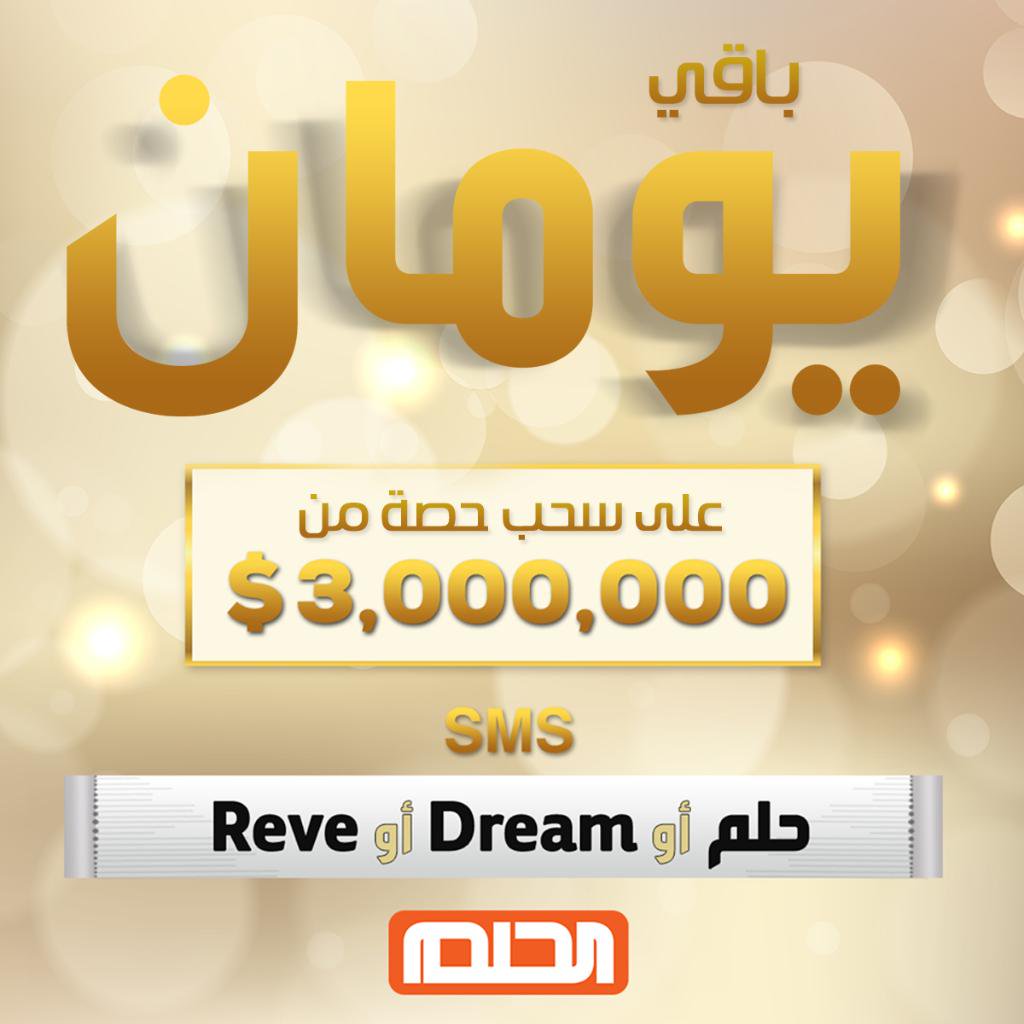 باقي
يومان
على سحب حصة من
$3,000,000
SMS
حلم أو Dream أو Reve
الحلم